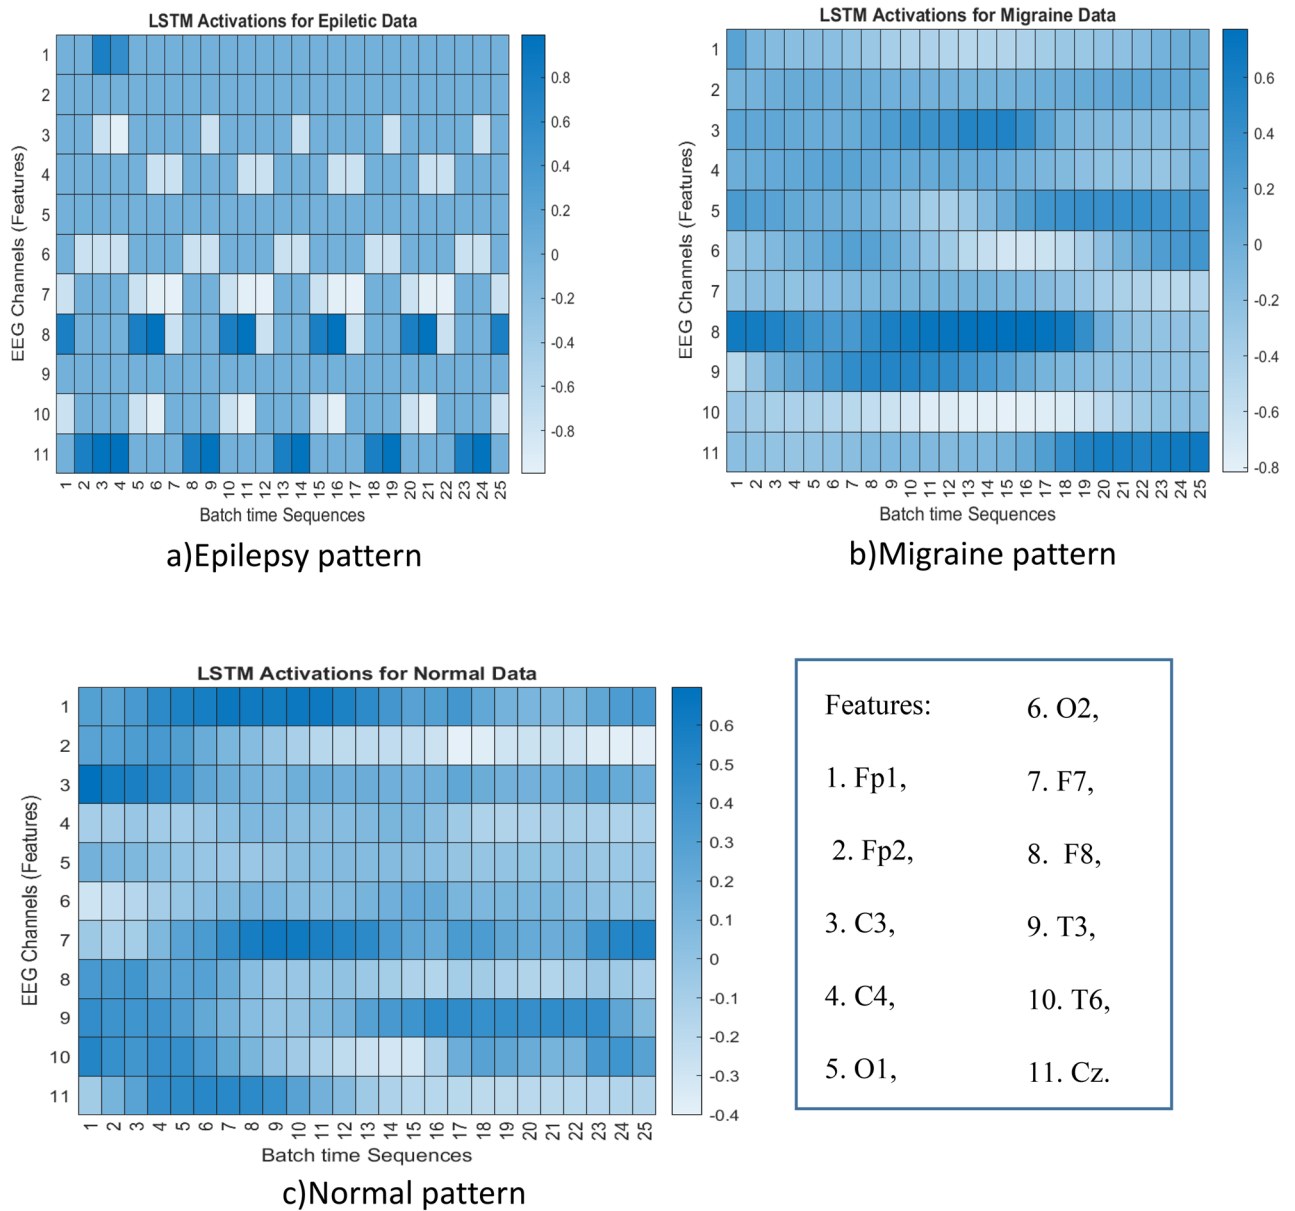 LSTM Activations for Epiletic Data
EEG Channels (Features)
1
2
3
4
5
6
7
8
9
10
11
1 2 3 4 5 6 7 8 9 10 11 12 13 14 15 16 17 18 19 20 21 22 23 24 25
Batch time Sequences
0.8
0.6
0.4
0.2
0
-0.2
-0.4
-0.6
-0.8
a)Epilepsy pattern
LSTM Activations for Migraine Data
EEG Channels (Features)
1
2
3
4
5
6
7
8
9
10
11
1 2 3 4 5 6 7 8 9 10 11 12 13 14 15 16 17 18 19 20 21 22 23 24 25
Batch time Sequences
0.6
0.4
0.2
0
-0.2
-0.4
-0.6
-0.8
b)Migraine pattern
LSTM Activations for Normal Data
EEG Channels (Features)
1
2
3
4
5
6
7
8
9
10
11
1 2 3 4 5 6 7 8 9 10 11 12 13 14 15 16 17 18 19 20 21 22 23 24 25
Batch time Sequences
0.6
0.5
0.4
0.3
0.2
0.1
0
-0.1
-0.2
-0.3
-0.4
c)Normal pattern
Features:
1. Fp1,
2. Fp2,
3. C3,
4. C4,
5. O1,
6. O2,
7. F7,
8. F8,
9. T3,
10. T6,
11. Cz.